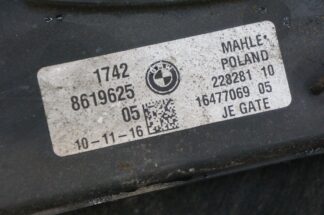 1742
8619625
05
10-11-16
BMW
MAHLE
POLAND
228281 10
16477069 05
JE GATE